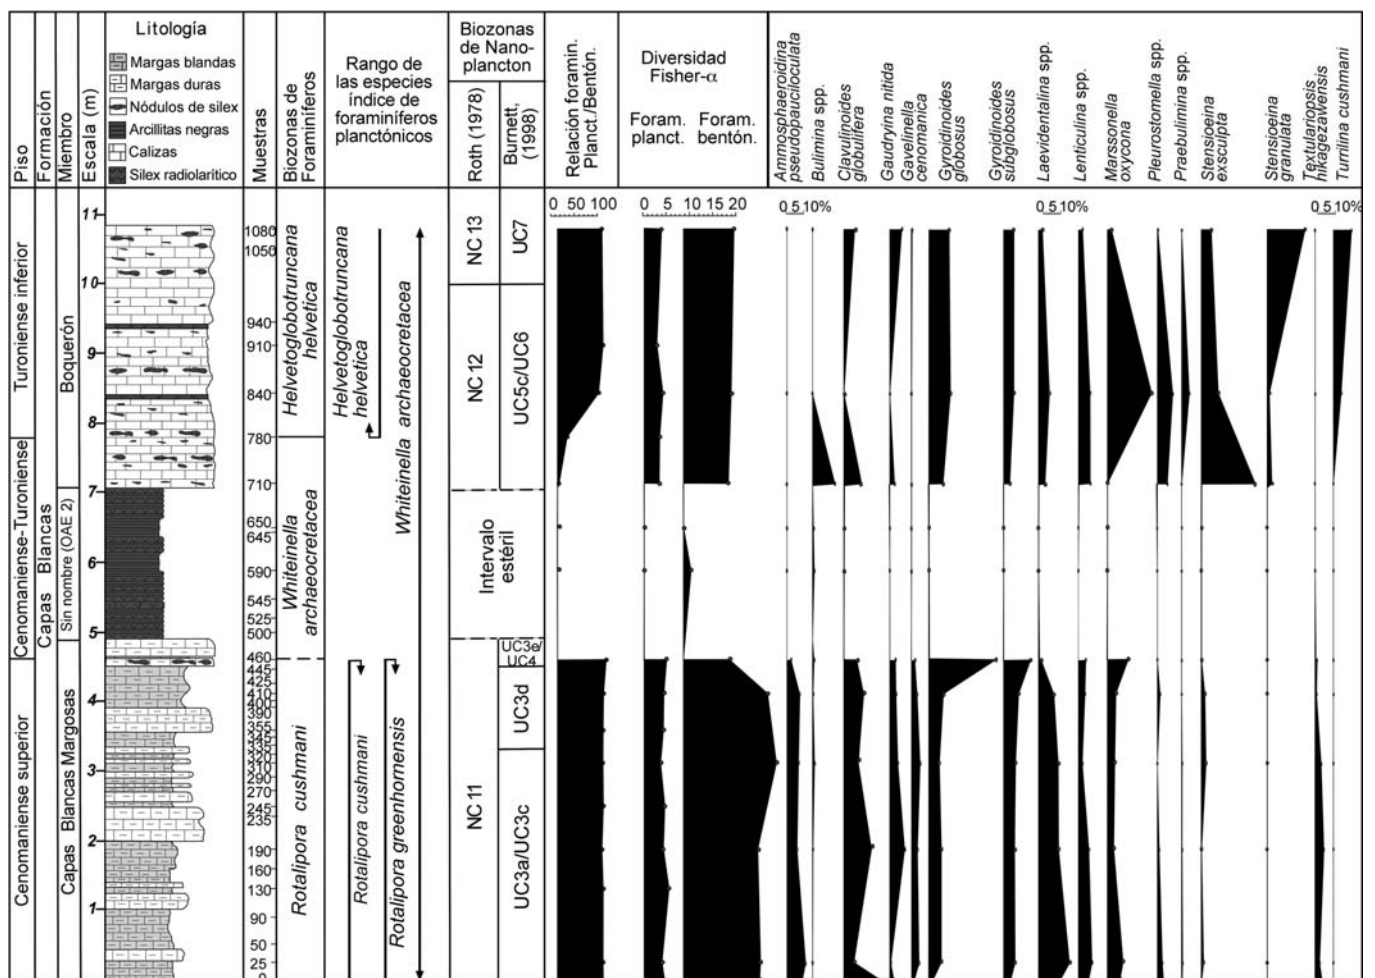 Litología
Margas blandas
Margas duras
Nódulos de silex
Arcillitas negras
Calizas
Silex radiolarítico
Piso
Formación
Miembro
Escala (m)
Muestras
Biozonas de
Foraminíferos
Rango de
las especies
índice de
foraminíferos
planctónicos
Biozonas
de Nano-
plancton
Roth (1978)
Burnett,
(1998)
Relación foramin.
Planct./Bentón.
Diversidad
Fisher-α
Foram.
planct.
Foram.
bentón.
Ammosphaeroidina
pseudopauciloculata
Bulimina spp.
Clavulinoides
globulifera
Gaudryina nitida
Gavelinella
cenomanica
Gyroidinoides
globosus
Gyroidinoides
subglobosus
Laevidentalina spp.
Lenticulina spp.
Marssonella
oxycona
Pleurostomella spp.
Praebulimina spp.
Stensioeina
exsculpta
Stensioeina
granulata
Textulariopsis
hikagezawensis
Turrilina cushmani
0 50 100
0 5 10 15 20
0 5 10%
0 5 10%
0 5 10%
Turoniense inferior
Cenomaniense-Turoniense
Cenomaniense superior
Capas Blancas
Boquerón
Sin nombre (OAE 2)
Capas Blancas Margosas
11
10
9
8
7
6
5
4
3
2
1
1080
1050
940
910
840
780
710
650
645
590
545
525
500
460
445
425
410
400
390
355
345
335
320
310
290
270
245
235
190
160
130
90
50
25
0
Helvetoglobotruncana
helvetica
Whiteinella
archaeocretacea
Rotalipora cushmani
Helvetoglobotruncana
helvetica
Whiteinella archaeocretacea
Rotalipora cushmani
Rotalipora greenhornensis
NC 13
NC 12
Intervalo
estéril
NC 11
UC7
UC5c/UC6
UC3e/
UC4
UC3d
UC3a/UC3c